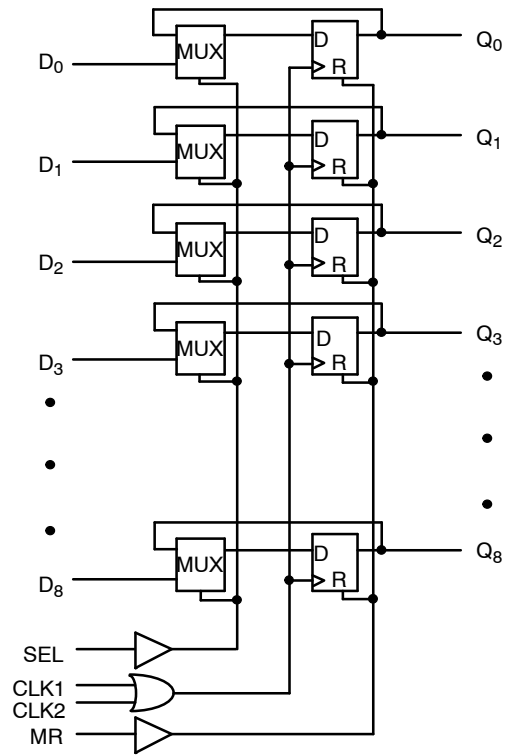 MUX D Q0
D0 R
MUX D Q1
D1 R
MUX D Q2
D2 R
MUX D Q3
D3 R
MUX D Q8
D8 R
SEL
CLK1
CLK2
MR